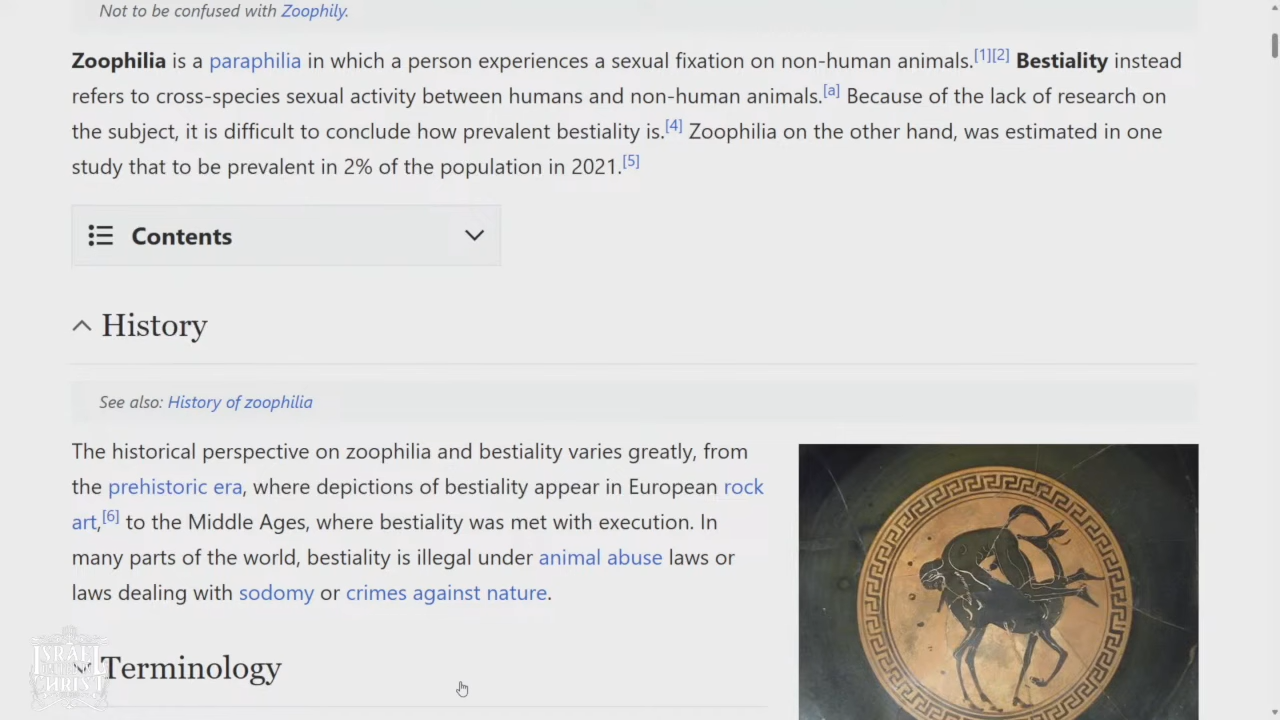 Not to be confused with Zoophily.
Zoophilia is a paraphilia in which a person experiences a sexual fixation on non-human animals.[1][2] Bestiality instead
refers to cross-species sexual activity between humans and non-human animals.[a] Because of the lack of research on
the subject, it is difficult to conclude how prevalent bestiality is.[4] Zoophilia on the other hand, was estimated in one
study that to be prevalent in 2% of the population in 2021.[5]
Contents
History
See also: History of zoophilia
The historical perspective on zoophilia and bestiality varies greatly, from
the prehistoric era, where depictions of bestiality appear in European rock
art,[6] to the Middle Ages, where bestiality was met with execution. In
many parts of the world, bestiality is illegal under animal abuse laws or
laws dealing with sodomy or crimes against nature.
Terminology
ISRAEL
CHRIST